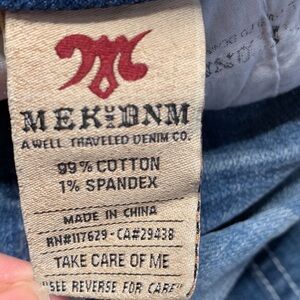 MEK DNM
A WELL TRAVELED DENIM CO.
99% COTTON
1% SPANDEX
MADE IN CHINA
RN#117629 - CA#29438
TAKE CARE OF ME
"SEE REVERSE FOR CARE"